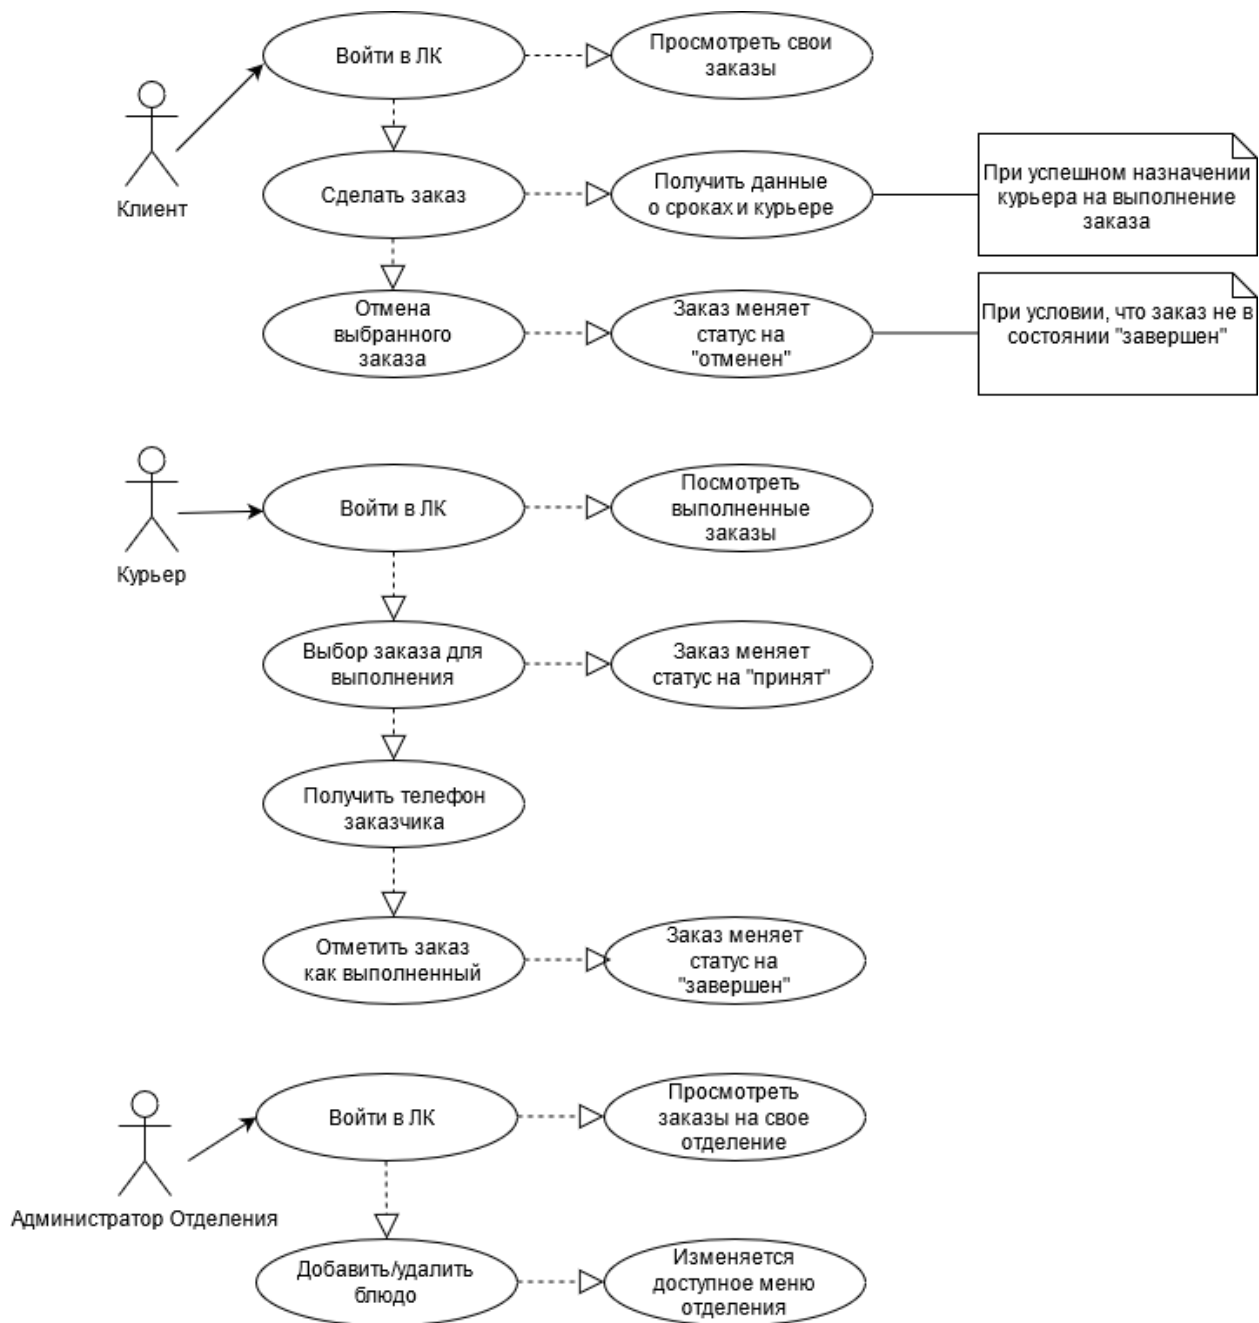 Войти в ЛК
Просмотреть свои
заказы
Клиент
Сделать заказ
Получить данные
о сроках и курьере
При успешном назначении
курьера на выполнение
заказа
Отмена
выбранного
заказа
Заказ меняет
статус на
"отменен"
При условии, что заказ не в
состоянии "завершен"
Курьер
Войти в ЛК
Посмотреть
выполненные
заказы
Выбор заказа для
выполнения
Заказ меняет
статус на "принят"
Получить телефон
заказчика
Отметить заказ
как выполненный
Заказ меняет
статус на
"завершен"
Администратор Отделения
Войти в ЛК
Просмотреть
заказы на свое
отделение
Добавить/удалить
блюдо
Изменяется
доступное меню
отделения